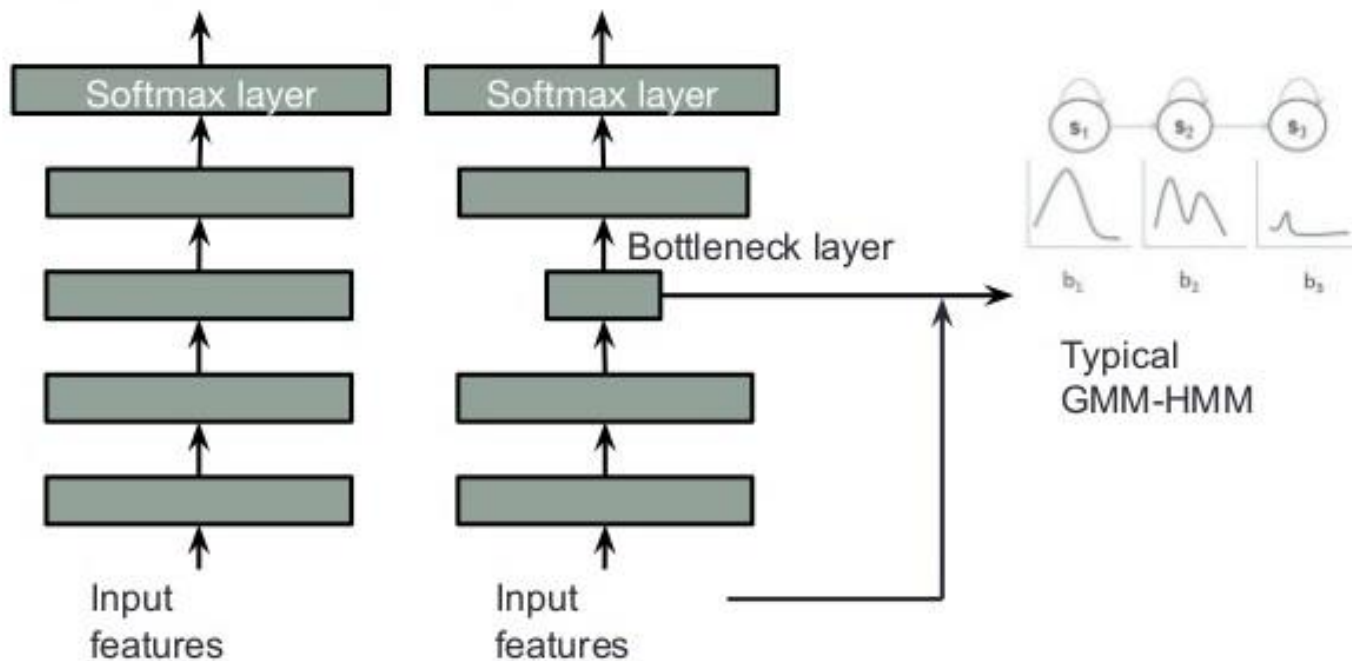 Softmax layer
Softmax layer
s₁ s₂ s₃
Bottleneck layer
b₁ b₂ b₃
Typical
GMM-HMM
Input
features
Input
features